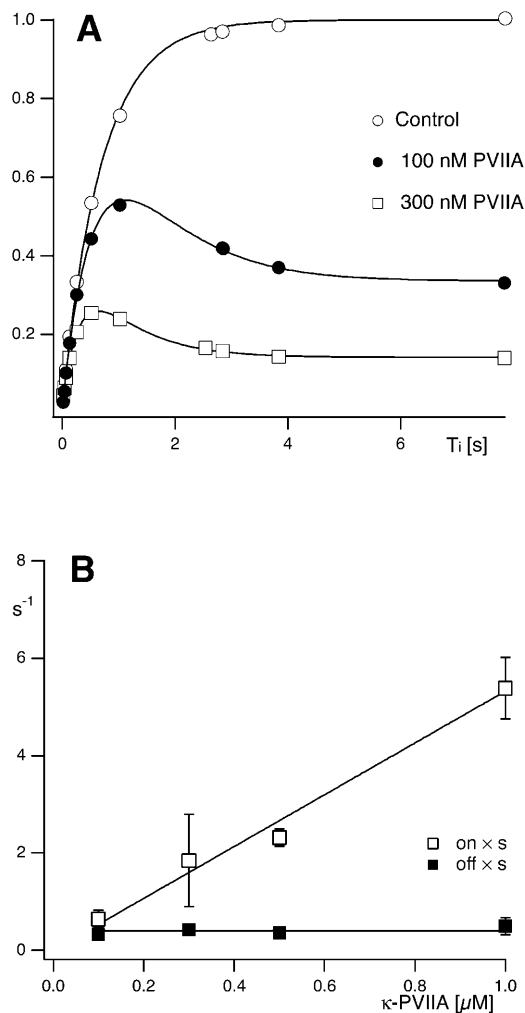 A
1.0
0.8
0.6
0.4
0.2
Control
100 nM PVIIA
300 nM PVIIA
0 2 4 6 Ti [s]
B
8
s-1
6
4
2
0
on × s
off × s
0.0 0.2 0.4 0.6 0.8 1.0
κ-PVIIA [µM]